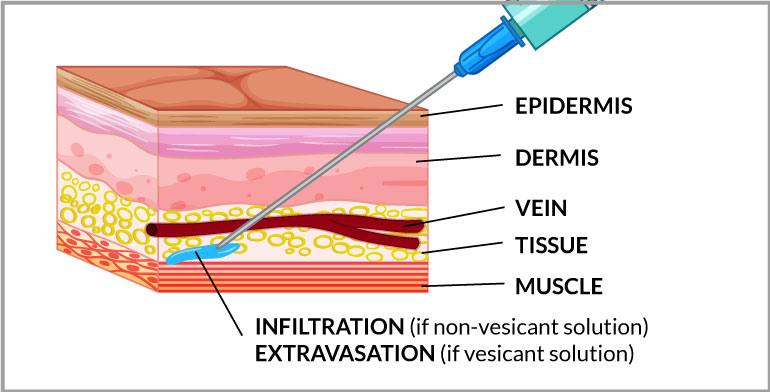 EPIDERMIS
DERMIS
VEIN
TISSUE
MUSCLE
INFILTRATION (if non-vesicant solution)
EXTRAVASATION (if vesicant solution)